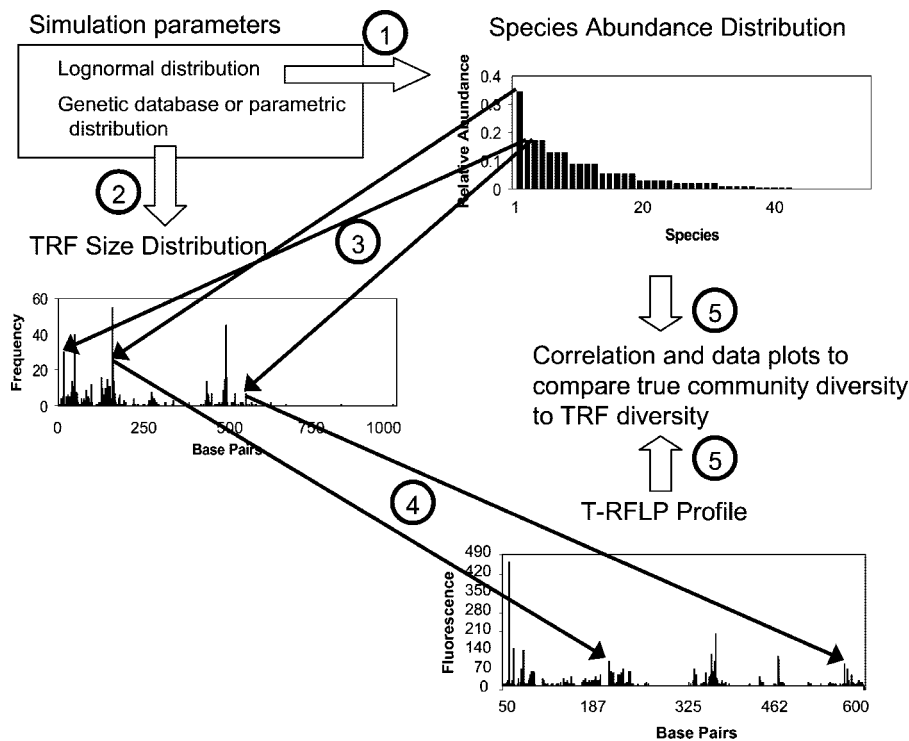 Simulation parameters
1
Species Abundance Distribution
Lognormal distribution
Genetic database or parametric
distribution
Relative Abundance
0.4
0.3
0.2
0.1
0
1
20
40
Species
2
3
TRF Size Distribution
Frequency
60
40
20
0
0
250
500
750
1000
Base Pairs
5
Correlation and data plots to
compare true community diversity
to TRF diversity
5
4
T-RFLP Profile
Fluorescence
490
420
350
280
210
140
70
0
50
187
325
462
600
Base Pairs